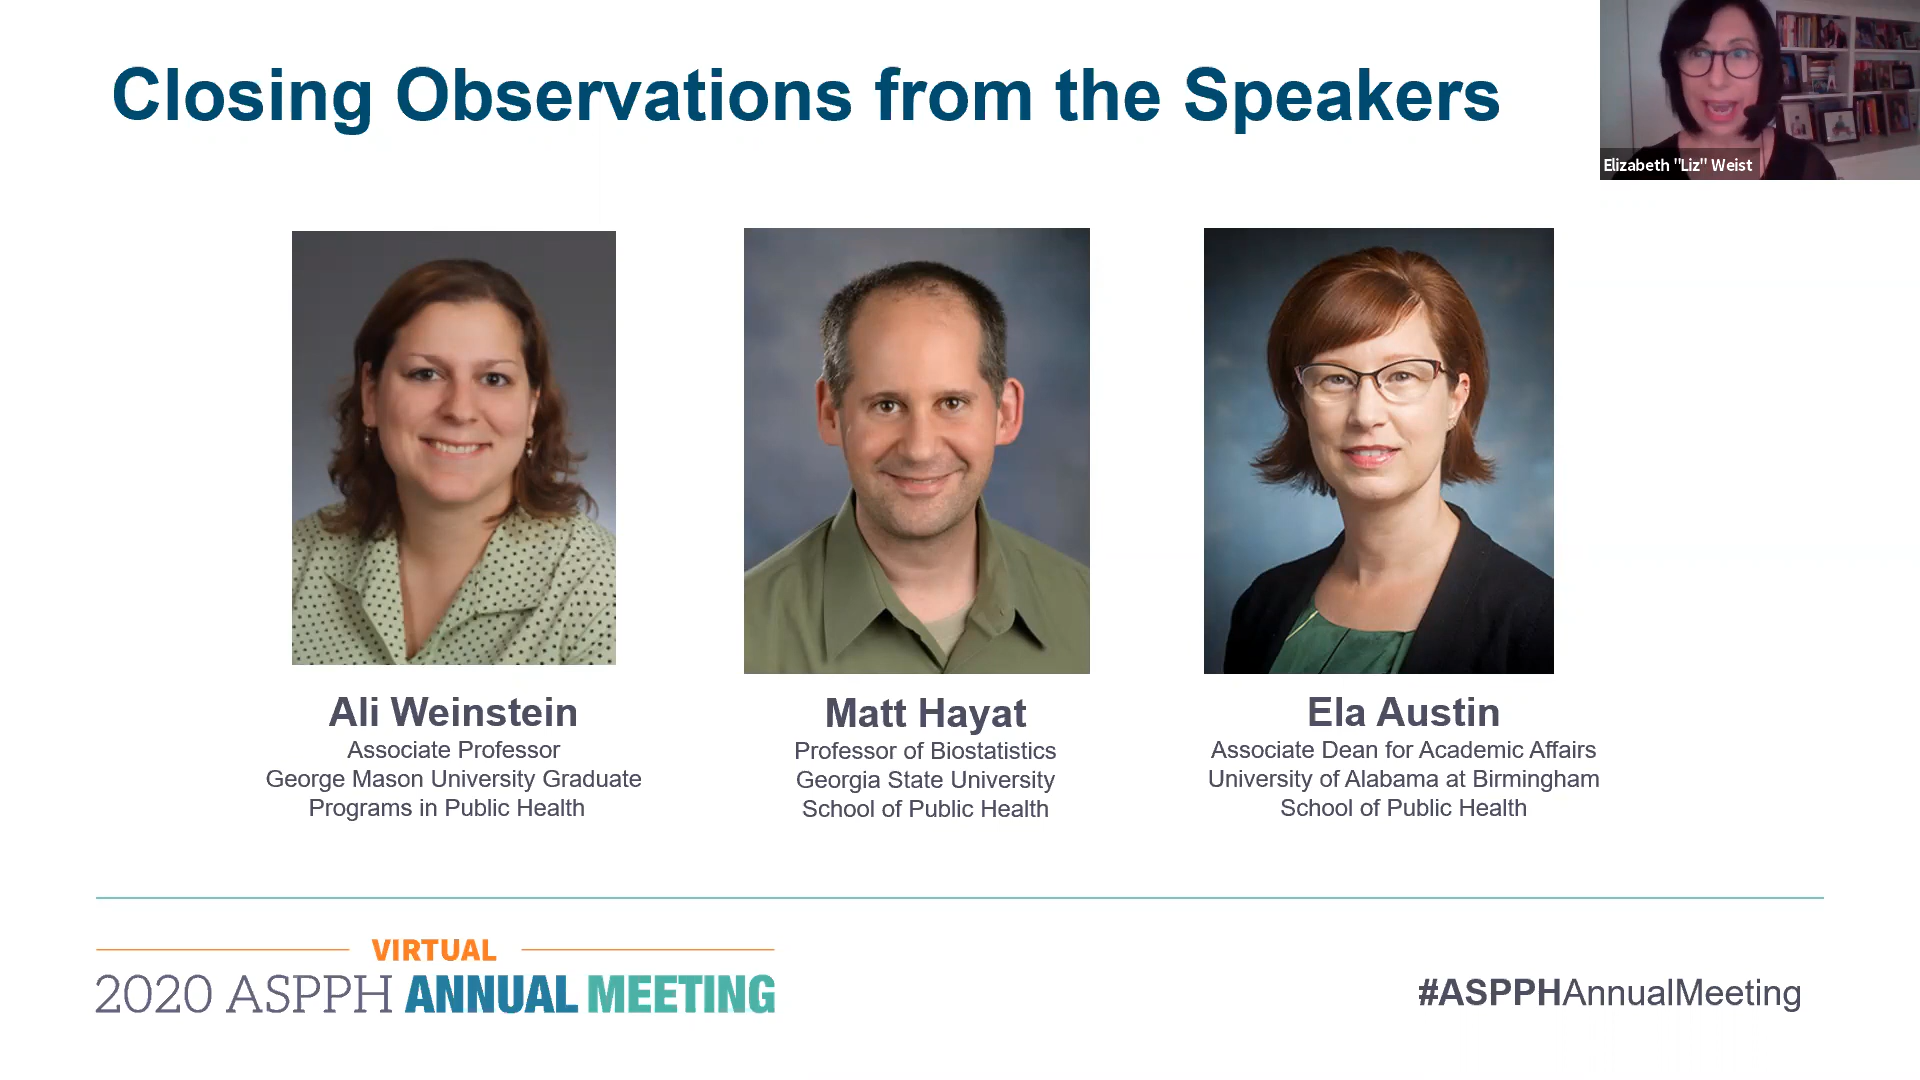 Closing Observations from the Speakers
Elizabeth "Liz" Weist
Ali Weinstein
Associate Professor
George Mason University Graduate
Programs in Public Health
Matt Hayat
Professor of Biostatistics
Georgia State University
School of Public Health
Ela Austin
Associate Dean for Academic Affairs
University of Alabama at Birmingham
School of Public Health
VIRTUAL
2020 ASPPH ANNUAL MEETING
#ASPPHAnnualMeeting